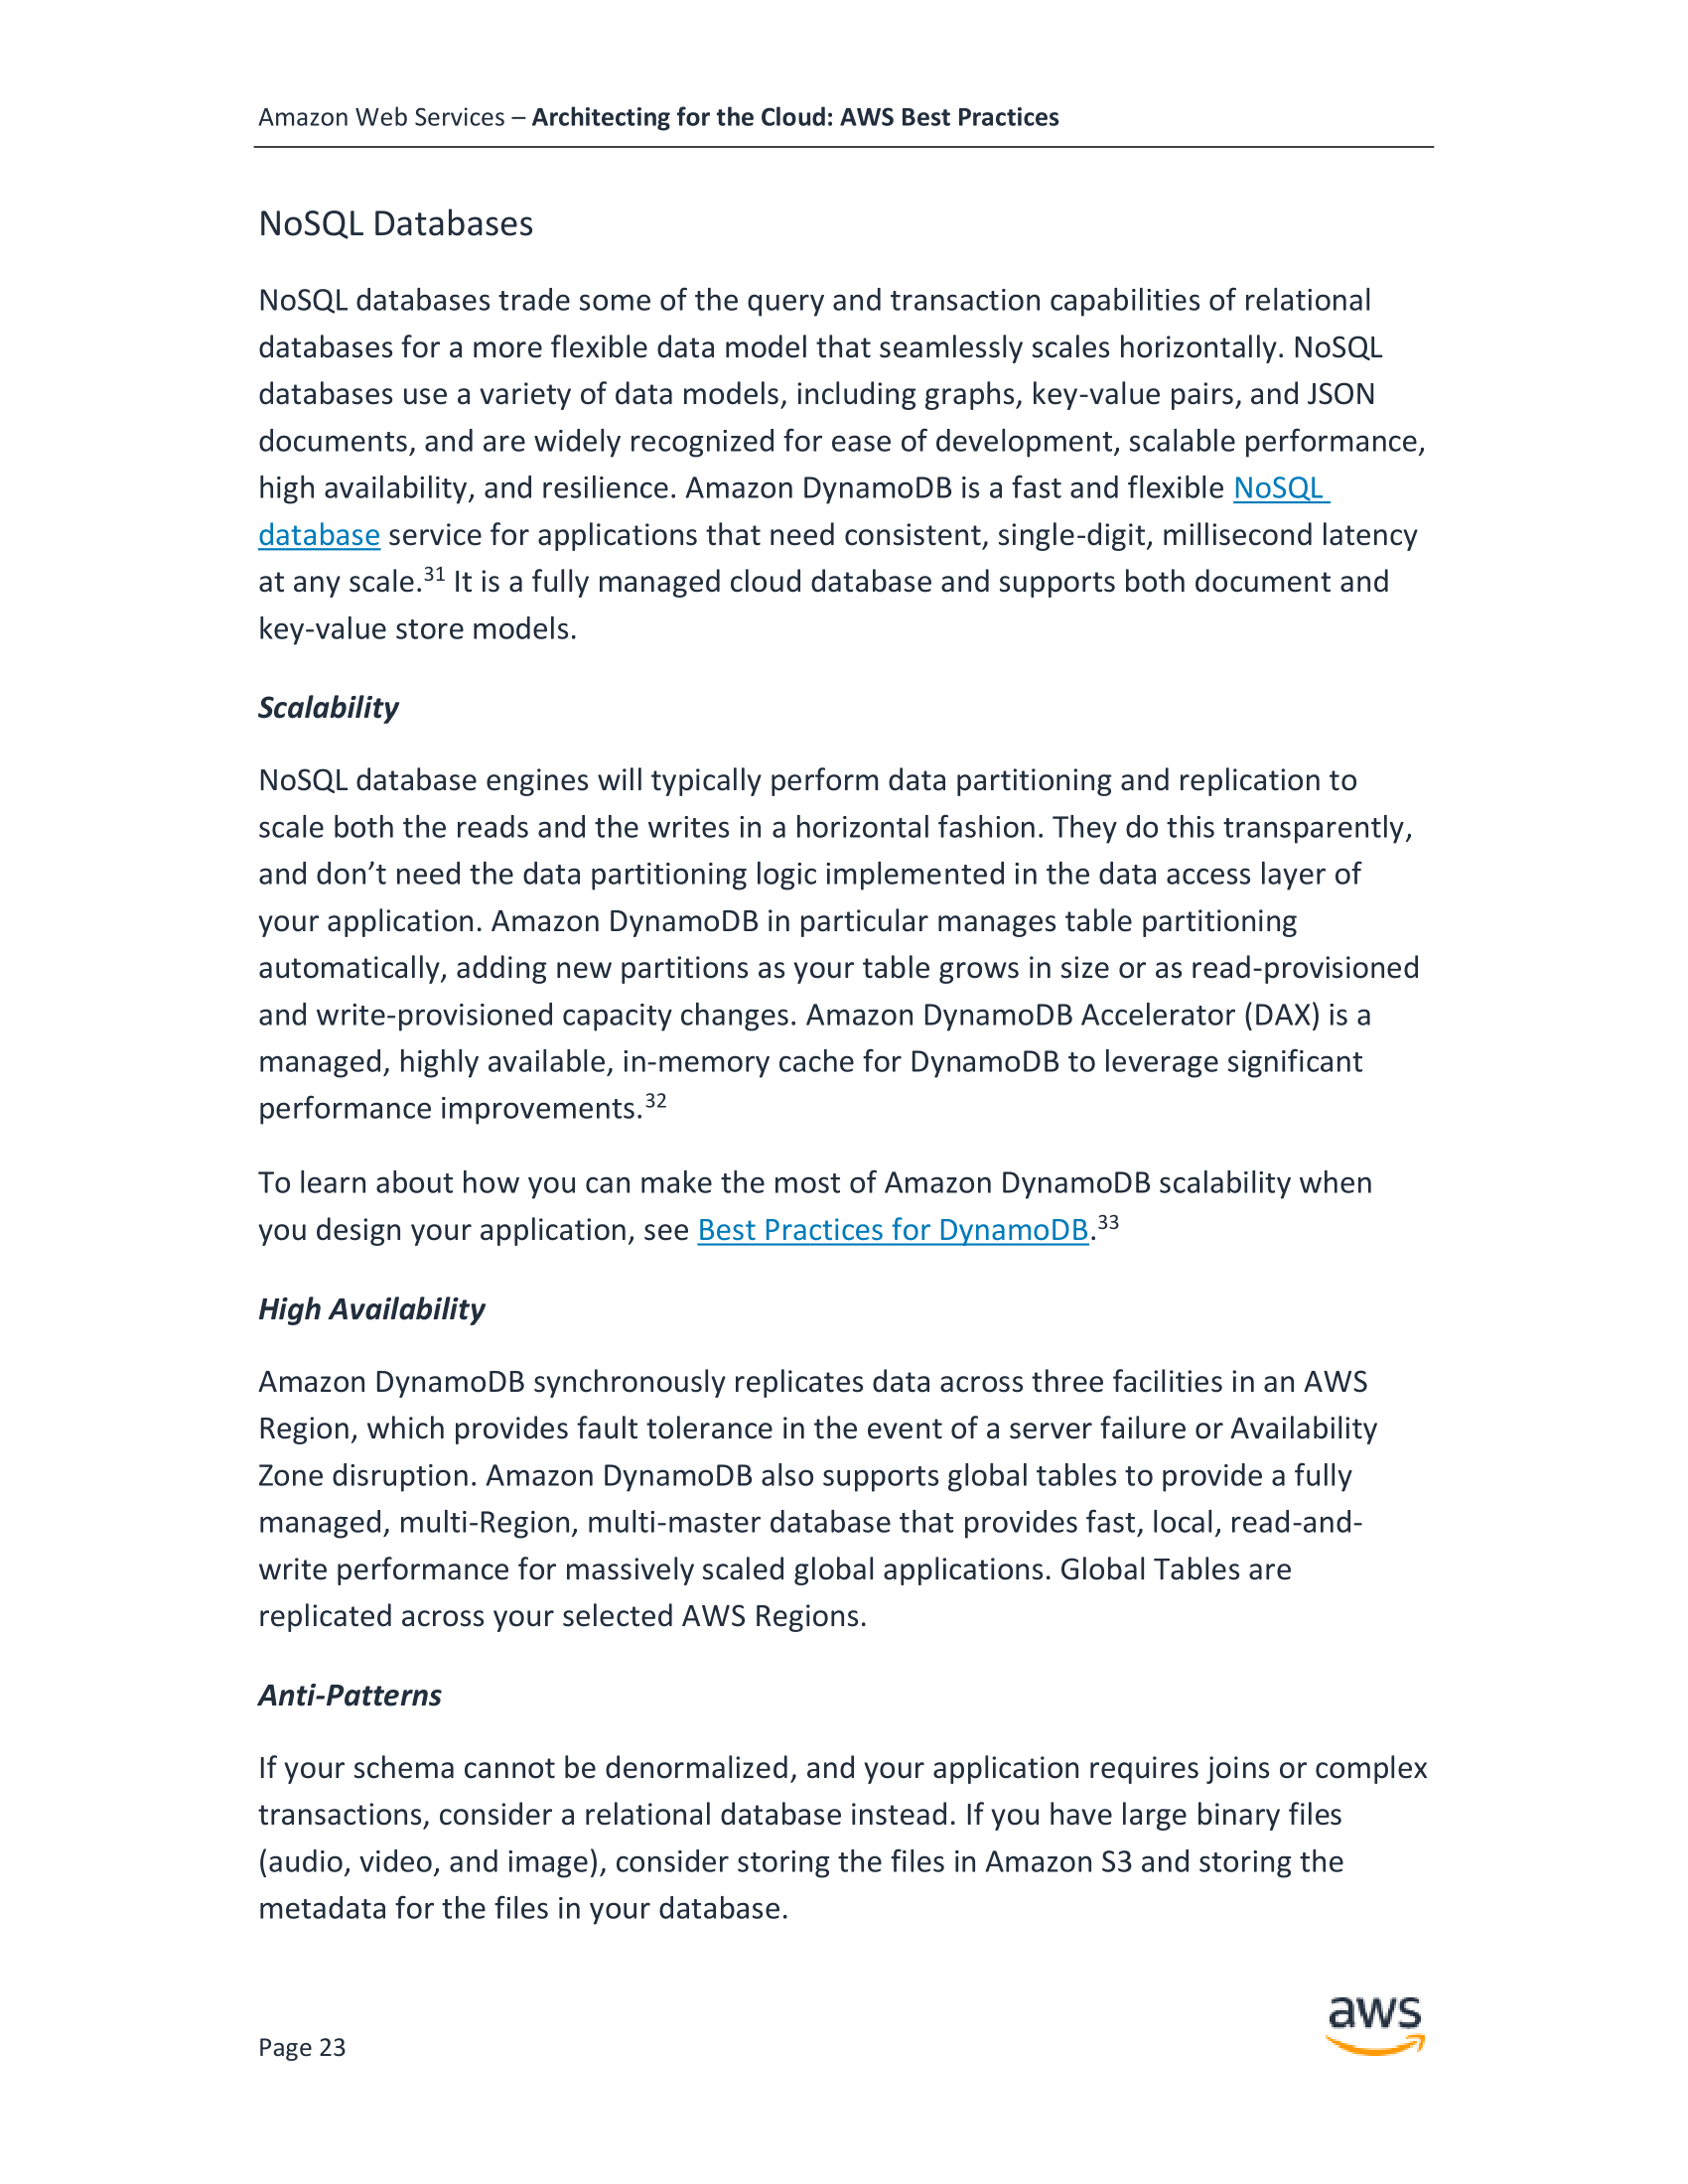 Amazon Web Services – Architecting for the Cloud: AWS Best Practices
NoSQL Databases
NoSQL databases trade some of the query and transaction capabilities of relational
databases for a more flexible data model that seamlessly scales horizontally. NoSQL
databases use a variety of data models, including graphs, key-value pairs, and JSON
documents, and are widely recognized for ease of development, scalable performance,
high availability, and resilience. Amazon DynamoDB is a fast and flexible NoSQL
database service for applications that need consistent, single-digit, millisecond latency
at any scale.31 It is a fully managed cloud database and supports both document and
key-value store models.
Scalability
NoSQL database engines will typically perform data partitioning and replication to
scale both the reads and the writes in a horizontal fashion. They do this transparently,
and don’t need the data partitioning logic implemented in the data access layer of
your application. Amazon DynamoDB in particular manages table partitioning
automatically, adding new partitions as your table grows in size or as read-provisioned
and write-provisioned capacity changes. Amazon DynamoDB Accelerator (DAX) is a
managed, highly available, in-memory cache for DynamoDB to leverage significant
performance improvements.32
To learn about how you can make the most of Amazon DynamoDB scalability when
you design your application, see Best Practices for DynamoDB.33
High Availability
Amazon DynamoDB synchronously replicates data across three facilities in an AWS
Region, which provides fault tolerance in the event of a server failure or Availability
Zone disruption. Amazon DynamoDB also supports global tables to provide a fully
managed, multi-Region, multi-master database that provides fast, local, read-and-
write performance for massively scaled global applications. Global Tables are
replicated across your selected AWS Regions.
Anti-Patterns
If your schema cannot be denormalized, and your application requires joins or complex
transactions, consider a relational database instead. If you have large binary files
(audio, video, and image), consider storing the files in Amazon S3 and storing the
metadata for the files in your database.
aws
Page 23